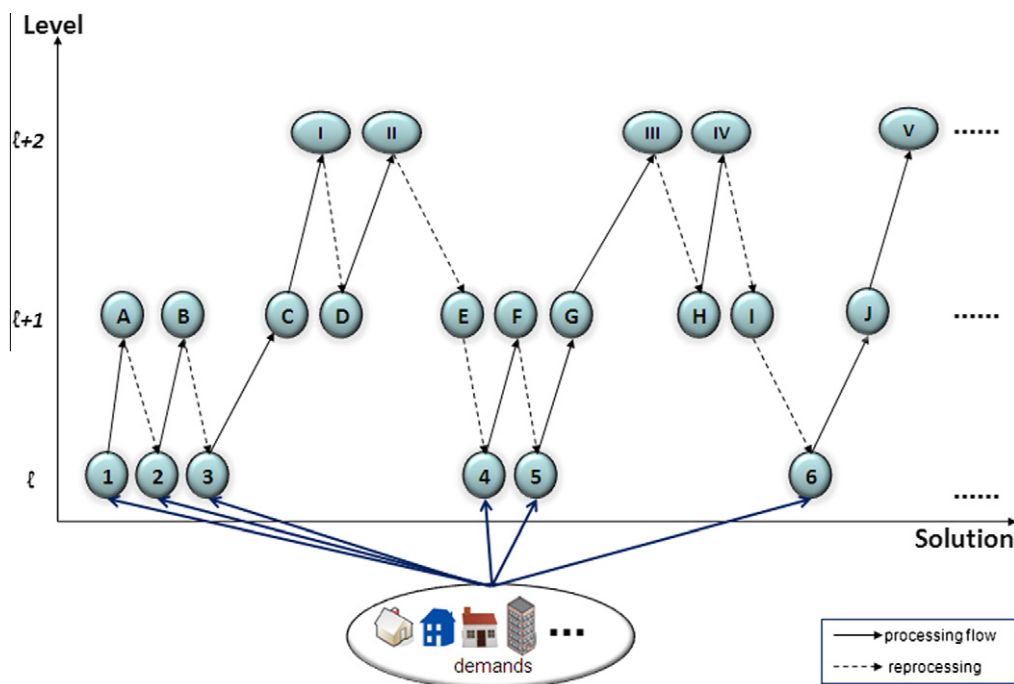 Level
ℓ+2
I
II
III
IV
V
......
ℓ+1
A
B
C
D
E
F
G
H
I
J
......
ℓ
1
2
3
4
5
6
......
Solution
...
demands
processing flow
reprocessing